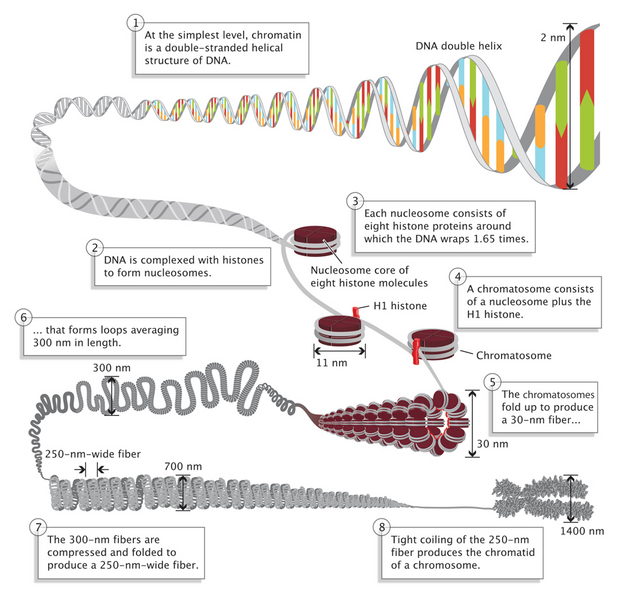 1
At the simplest level, chromatin
is a double-stranded helical
structure of DNA.
DNA double helix
2 nm
2
DNA is complexed with histones
to form nucleosomes.
3
Each nucleosome consists of
eight histone proteins around
which the DNA wraps 1.65 times.
Nucleosome core of
eight histone molecules
4
A chromatosome consists
of a nucleosome plus the
H1 histone.
H1 histone
11 nm
Chromatosome
5
The chromatosomes
fold up to produce
a 30-nm fiber...
30 nm
6
... that forms loops averaging
300 nm in length.
300 nm
250-nm-wide fiber
700 nm
7
The 300-nm fibers are
compressed and folded to
produce a 250-nm-wide fiber.
8
Tight coiling of the 250-nm
fiber produces the chromatid
of a chromosome.
1400 nm